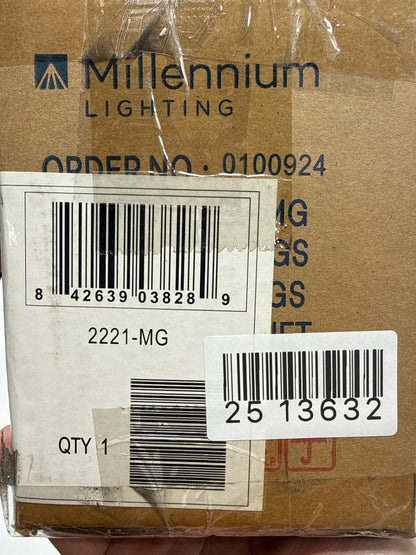 Millennium
LIGHTING
ORDER NO : 0100924
MG
GS
GS
8 42639 03828 9
2221-MG
QTY 1
25 13632